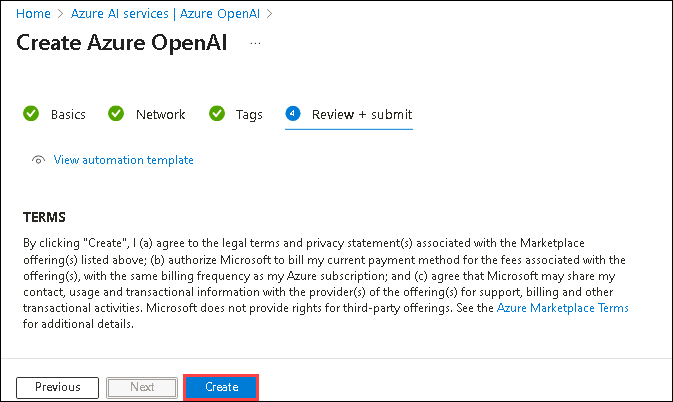 Home > Azure AI services | Azure OpenAI >
Create Azure OpenAI ...
Basics Network Tags 4 Review + submit
View automation template
TERMS
By clicking "Create", I (a) agree to the legal terms and privacy statement(s) associated with the Marketplace
offering(s) listed above; (b) authorize Microsoft to bill my current payment method for the fees associated with the
offering(s), with the same billing frequency as my Azure subscription; and (c) agree that Microsoft may share my
contact, usage and transactional information with the provider(s) of the offering(s) for support, billing and other
transactional activities. Microsoft does not provide rights for third-party offerings. See the Azure Marketplace Terms
for additional details.
Previous Next Create